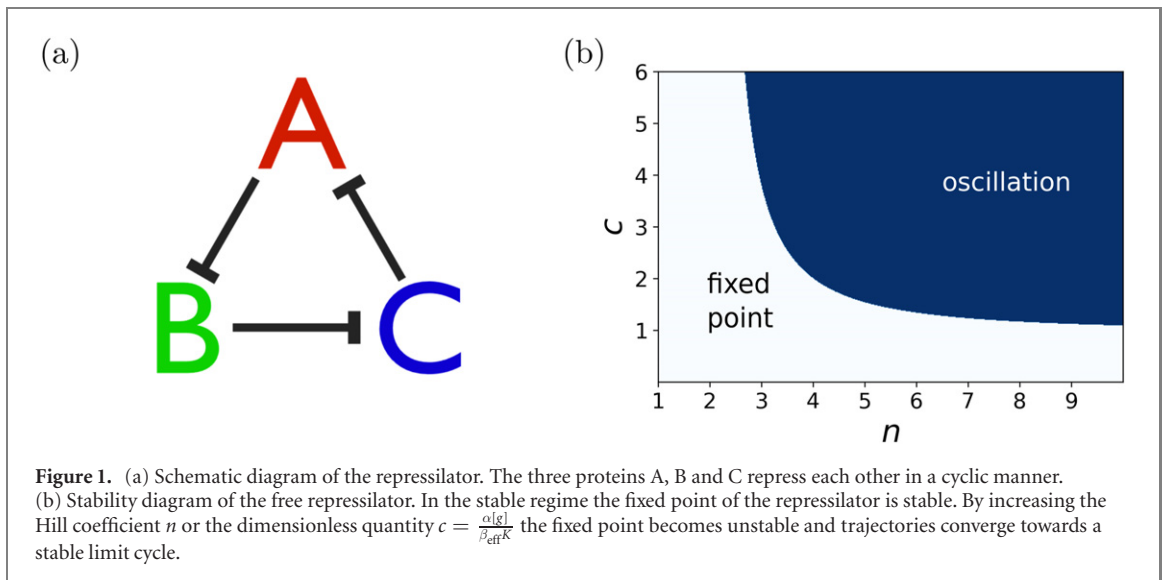 (a)
A
B
C
(b)
6
5
4
3
2
1
c
oscillation
fixed
point
1 2 3 4 5 6 7 8 9
n
Figure 1. (a) Schematic diagram of the repressilator. The three proteins A, B and C repress each other in a cyclic manner.
(b) Stability diagram of the free repressilator. In the stable regime the fixed point of the repressilator is stable. By increasing the
Hill coefficient n or the dimensionless quantity c = α[g]/β_eff K the fixed point becomes unstable and trajectories converge towards a
stable limit cycle.